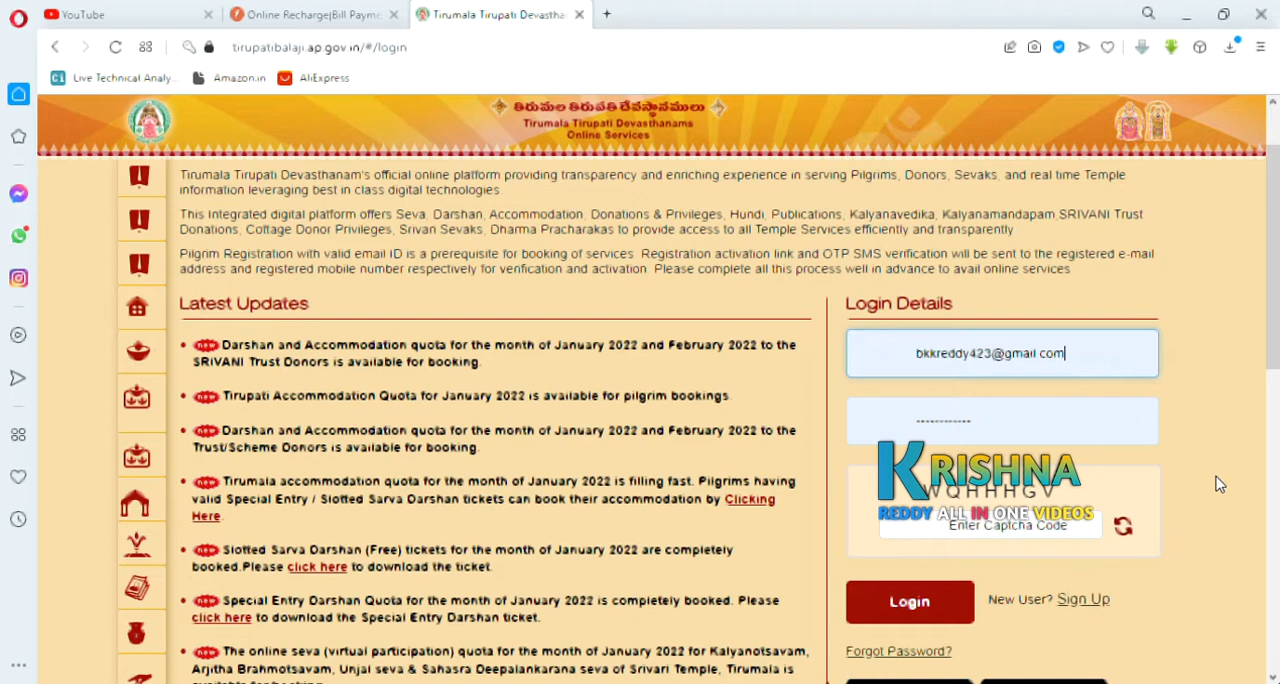 YouTube
Online Recharge|Bill Payme
Tirumala Tirupati Devastha
tirupatibalaji.ap.gov.in/#/login
Live Technical Analy...
Amazon.in
AliExpress
తిరుమల తిరుపతి దేవస్థానములు
Tirumala Tirupati Devasthanams
Online Services
Tirumala Tirupati Devasthanam's official online platform providing transparency and enriching experience in serving Pilgrims, Donors, Sevaks, and real time Temple
information leveraging best in class digital technologies
This Integrated digital platform offers Seva, Darshan, Accommodation, Donations & Privileges, Hundi, Publications, Kalyanavedika, Kalyanamandapam,SRIVANI Trust
Donations, Cottage Donor Privileges, Srivari Sevaks, Dharma Pracharakas to provide access to all Temple Services efficiently and transparently
Pilgrim Registration with valid email ID is a prerequisite for booking of services. Registration activation link and OTP SMS verification will be sent to the registered e-mail
address and registered mobile number respectively for verification and activation. Please complete all this process well in advance to avail online services
Latest Updates
new Darshan and Accommodation quota for the month of January 2022 and February 2022 to the
SRIVANI Trust Donors is available for booking.
new Tirupati Accommodation Quota for January 2022 is available for pilgrim bookings.
new Darshan and Accommodation quota for the month of January 2022 and February 2022 to the
Trust/Scheme Donors is available for booking.
new Tirumala accommodation quota for the month of January 2022 is filling fast. Pilgrims having
valid Special Entry / Slotted Sarva Darshan tickets can book their accommodation by Clicking
Here.
new Slotted Sarva Darshan (Free) tickets for the month of January 2022 are completely
booked.Please click here to download the ticket.
new Special Entry Darshan Quota for the month of January 2022 is completely booked. Please
click here to download the Special Entry Darshan ticket.
new The online seva (virtual participation) quota for the month of January 2022 for Kalyanotsavam,
Arjitha Brahmotsavam, Unjal seva & Sahasra Deepalankarana seva of Srivari Temple, Tirumala is
Login Details
bkkreddy423@gmail.com
KRISHNA
WQHHHGV
REDDY ALL IN ONE VIDEOS
Enter Captcha Code
Login
New User? Sign Up
Forgot Password?